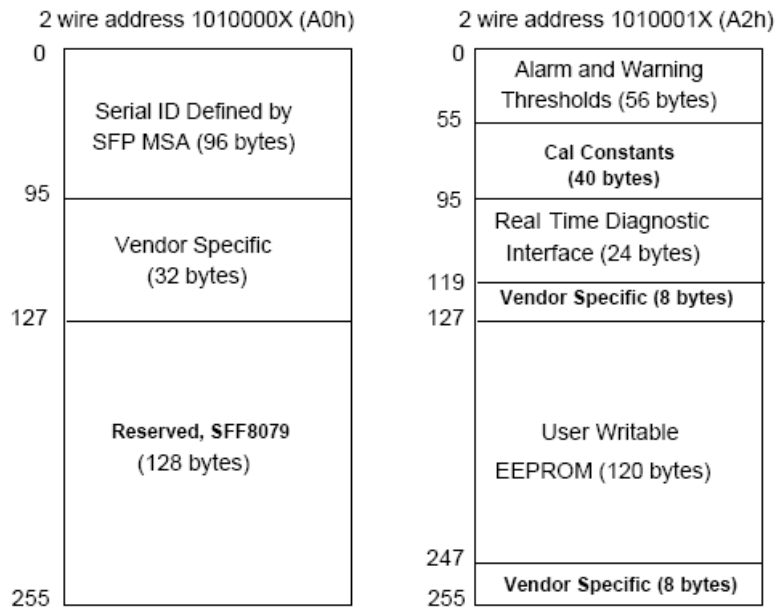 2 wire address 1010000X (A0h)
0
Serial ID Defined by
SFP MSA (96 bytes)
95
Vendor Specific
(32 bytes)
127
Reserved, SFF8079
(128 bytes)
255
2 wire address 1010001X (A2h)
0
Alarm and Warning
Thresholds (56 bytes)
55
Cal Constants
(40 bytes)
95
Real Time Diagnostic
Interface (24 bytes)
119
Vendor Specific (8 bytes)
127
User Writable
EEPROM (120 bytes)
247
Vendor Specific (8 bytes)
255